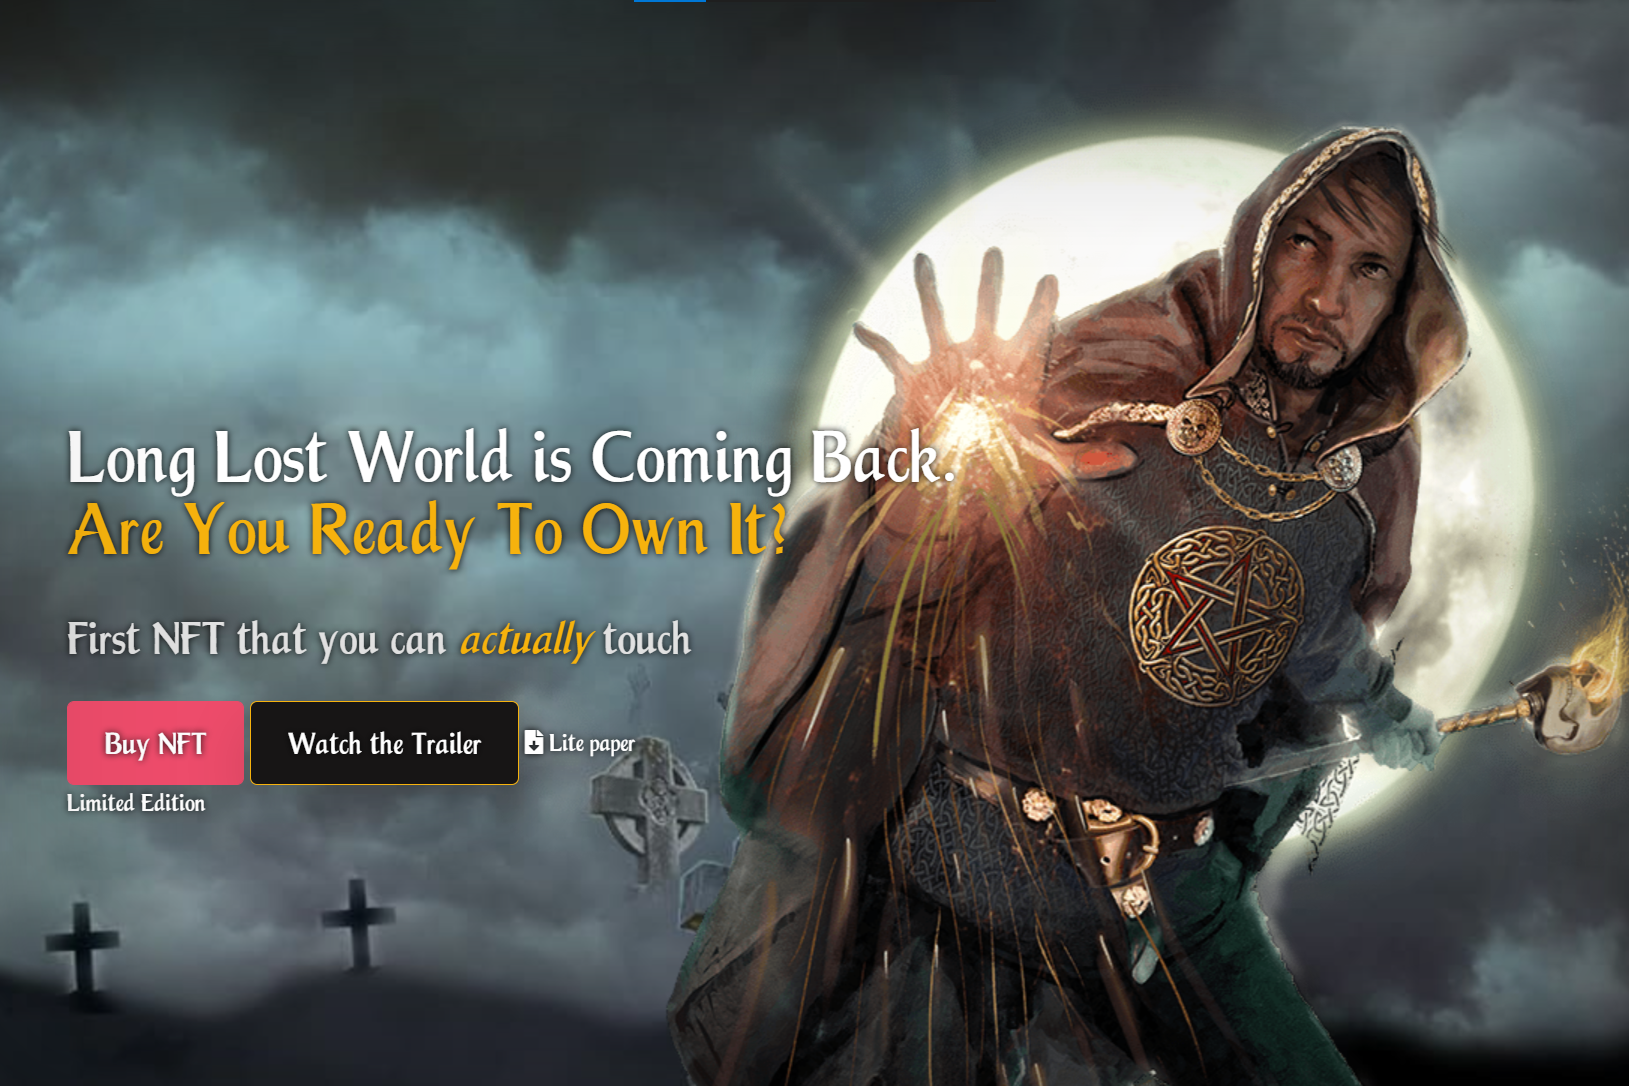 Long Lost World is Coming Back.
Are You Ready To Own It?
First NFT that you can actually touch
Buy NFT
Watch the Trailer
Lite paper
Limited Edition